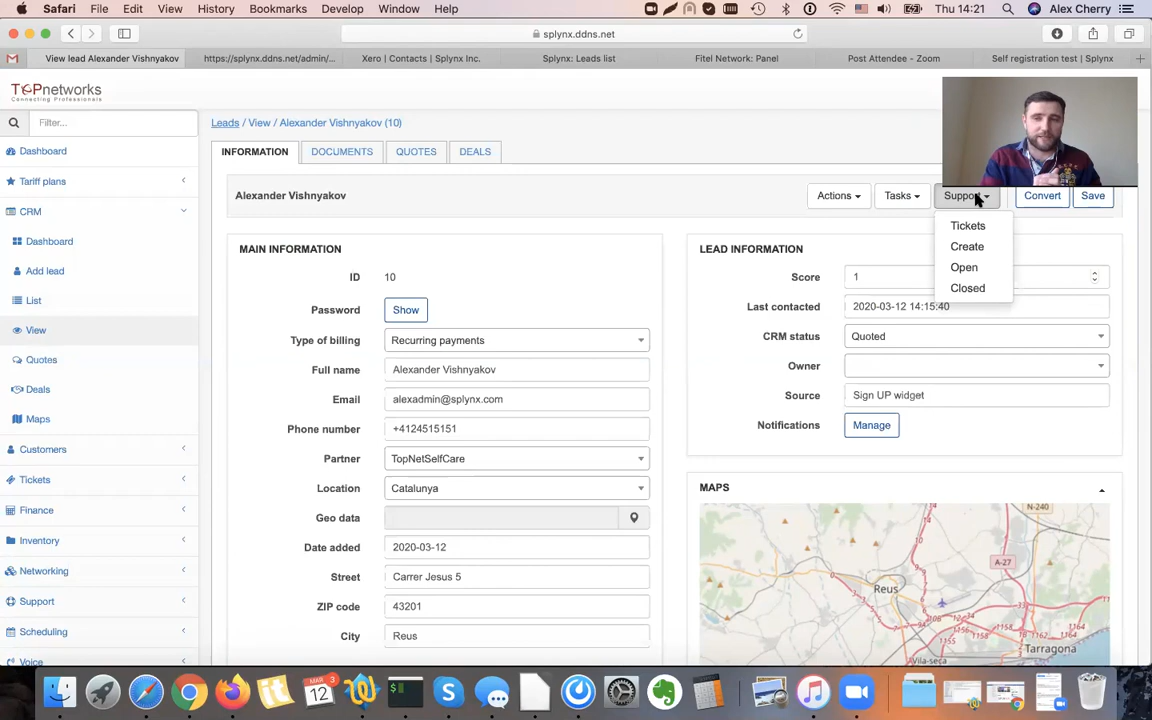 Safari File Edit View History Bookmarks Develop Window Help Thu 14:21 Alex Cherry
splynx.ddns.net
View lead Alexander Vishnyakov https://splynx.ddns.net/admin/... Xero | Contacts | Splynx Inc. Splynx: Leads list Fitel Network: Panel Post Attendee - Zoom Self registration test | Splynx
TOPnetworks
Connecting Professionals
Filter...
Leads / View / Alexander Vishnyakov (10)
Dashboard
INFORMATION DOCUMENTS QUOTES DEALS
Tariff plans
Alexander Vishnyakov Actions Tasks Support Convert Save
CRM
Tickets
Create
Open
Closed
Dashboard
Add lead
List
View
Quotes
Deals
Maps
Customers
Tickets
Finance
Inventory
Networking
Support
Scheduling
Voice
MAIN INFORMATION
ID 10
Password Show
Type of billing Recurring payments
Full name Alexander Vishnyakov
Email alexadmin@splynx.com
Phone number +4124515151
Partner TopNetSelfCare
Location Catalunya
Geo data
Date added 2020-03-12
Street Carrer Jesus 5
ZIP code 43201
City Reus
LEAD INFORMATION
Score 1
Last contacted 2020-03-12 14:15:40
CRM status Quoted
Owner
Source Sign UP widget
Notifications Manage
MAPS
N-240
A-27
Reus
Vila-seca
Tarragona
MAR
12
3